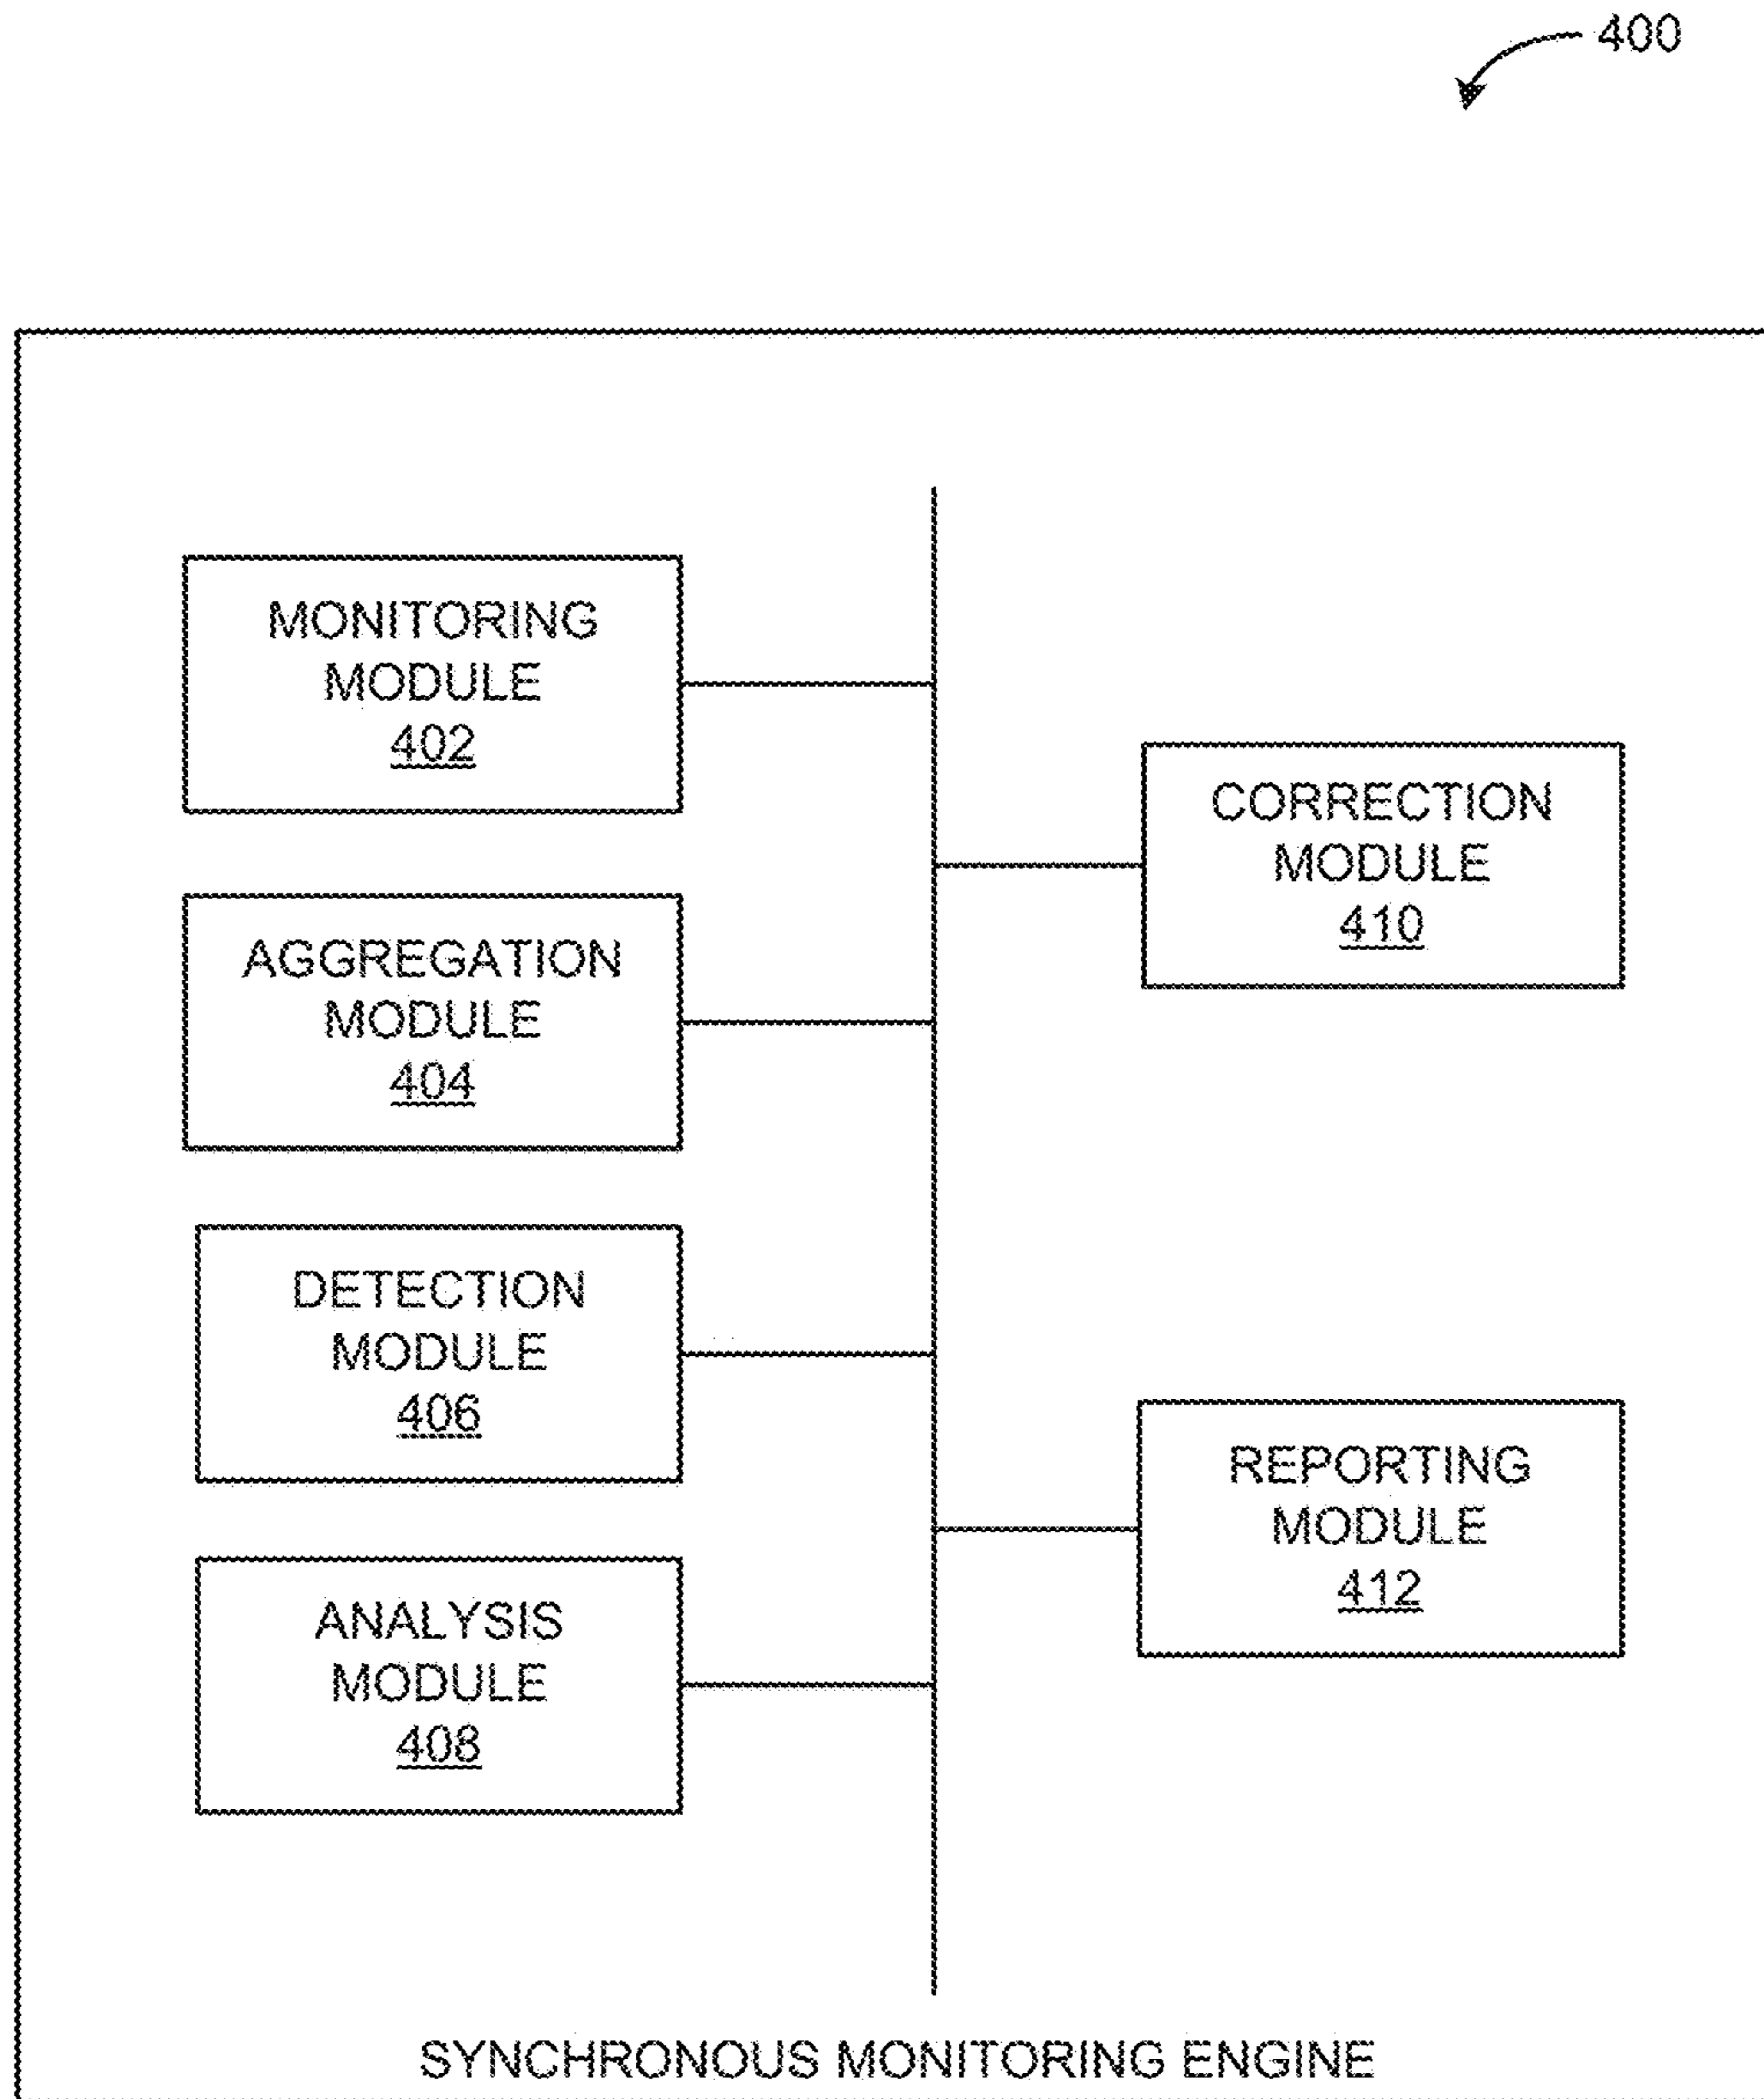 400
MONITORING
MODULE
402
AGGREGATION
MODULE
404
DETECTION
MODULE
406
ANALYSIS
MODULE
408
CORRECTION
MODULE
410
REPORTING
MODULE
412
SYNCHRONOUS MONITORING ENGINE